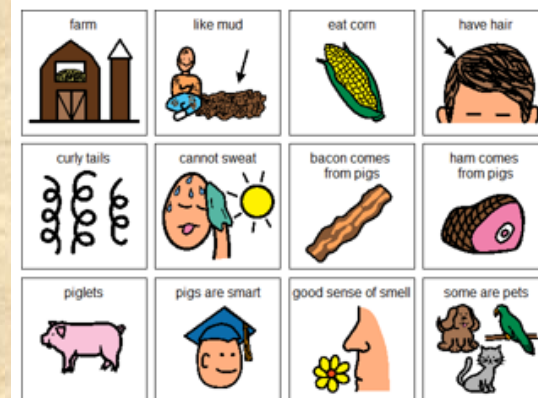 farm
like mud
eat corn
have hair
curly tails
cannot sweat
bacon comes
from pigs
ham comes
from pigs
piglets
pigs are smart
good sense of smell
some are pets